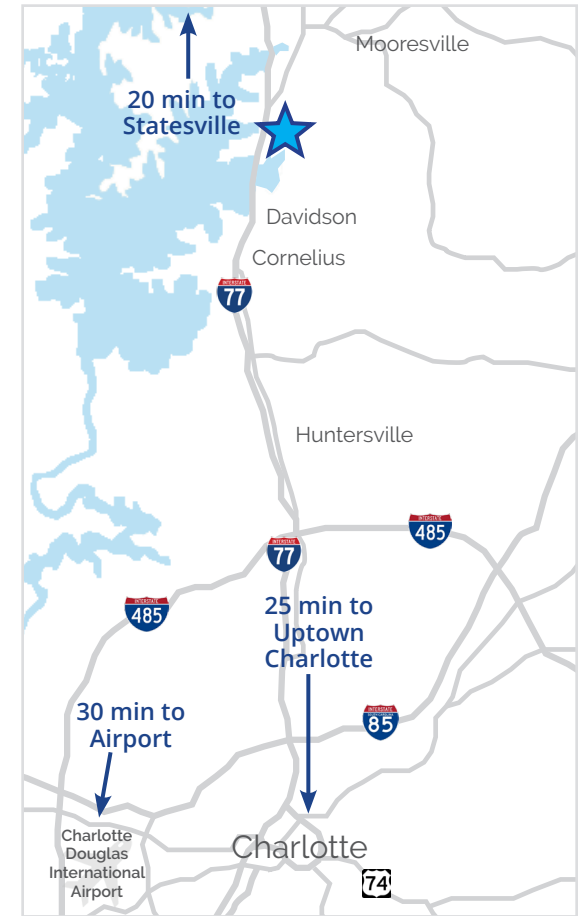 Mooresville
20 min to
Statesville
Davidson
Cornelius
INTERSTATE
77
Huntersville
INTERSTATE
485
INTERSTATE
77
INTERSTATE
485
25 min to
Uptown
Charlotte
30 min to
Airport
INTERSTATE
85
Charlotte
Douglas
International
Airport
Charlotte
74